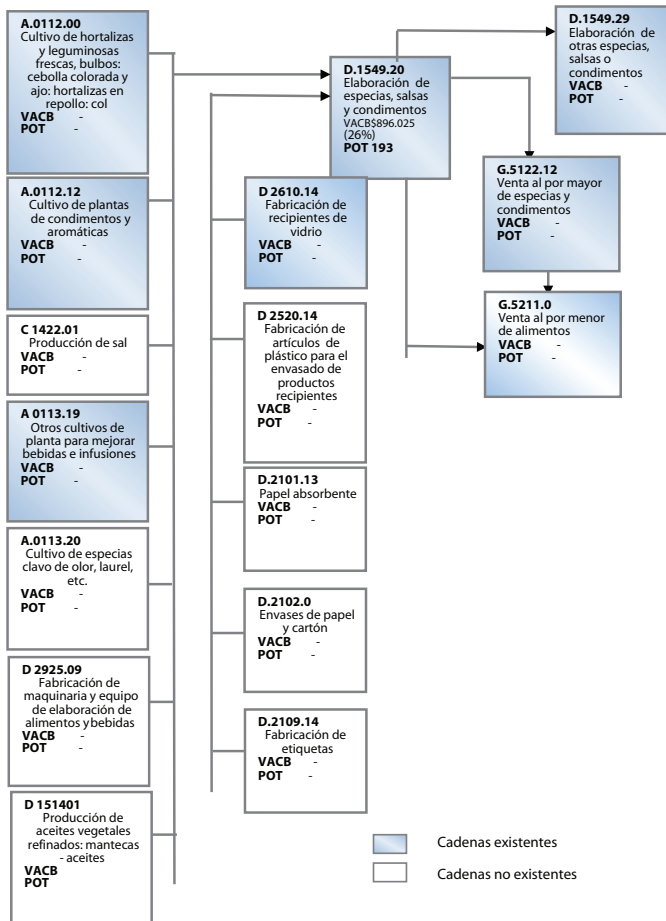 A.0112.00
Cultivo de hortalizas
y leguminosas
frescas, bulbos:
cebolla colorada y
ajo: hortalizas en
repollo: col
VACB -
POT -
A.0112.12
Cultivo de plantas
de condimentos y
aromáticas
VACB -
POT -
C 1422.01
Producción de sal
VACB -
POT -
A 0113.19
Otros cultivos de
planta para mejorar
bebidas e infusiones
VACB -
POT -
A.0113.20
Cultivo de especias
clavo de olor, laurel,
etc.
VACB -
POT -
D 2925.09
Fabricación de
maquinaria y equipo
de elaboración de
alimentos y bebidas
VACB -
POT -
D 151401
Producción de
aceites vegetales
refinados: mantecas
- aceites
VACB
POT
D.1549.20
Elaboración de
especias, salsas
y condimentos
VACB$896.025
(26%)
POT 193
D 2610.14
Fabricación de
recipientes de
vidrio
VACB -
POT -
D 2520.14
Fabricación de
artículos de
plástico para el
envasado de
productos
recipientes
VACB -
POT -
D.2101.13
Papel absorbente
VACB -
POT -
D.2102.0
Envases de papel
y cartón
VACB -
POT -
D.2109.14
Fabricación de
etiquetas
VACB -
POT -
D.1549.29
Elaboración de
otras especias,
salsas o
condimentos
VACB -
POT -
G.5122.12
Venta al por mayor
de especias y
condimentos
VACB -
POT -
G.5211.0
Venta al por menor
de alimentos
VACB -
POT -
Cadenas existentes
Cadenas no existentes